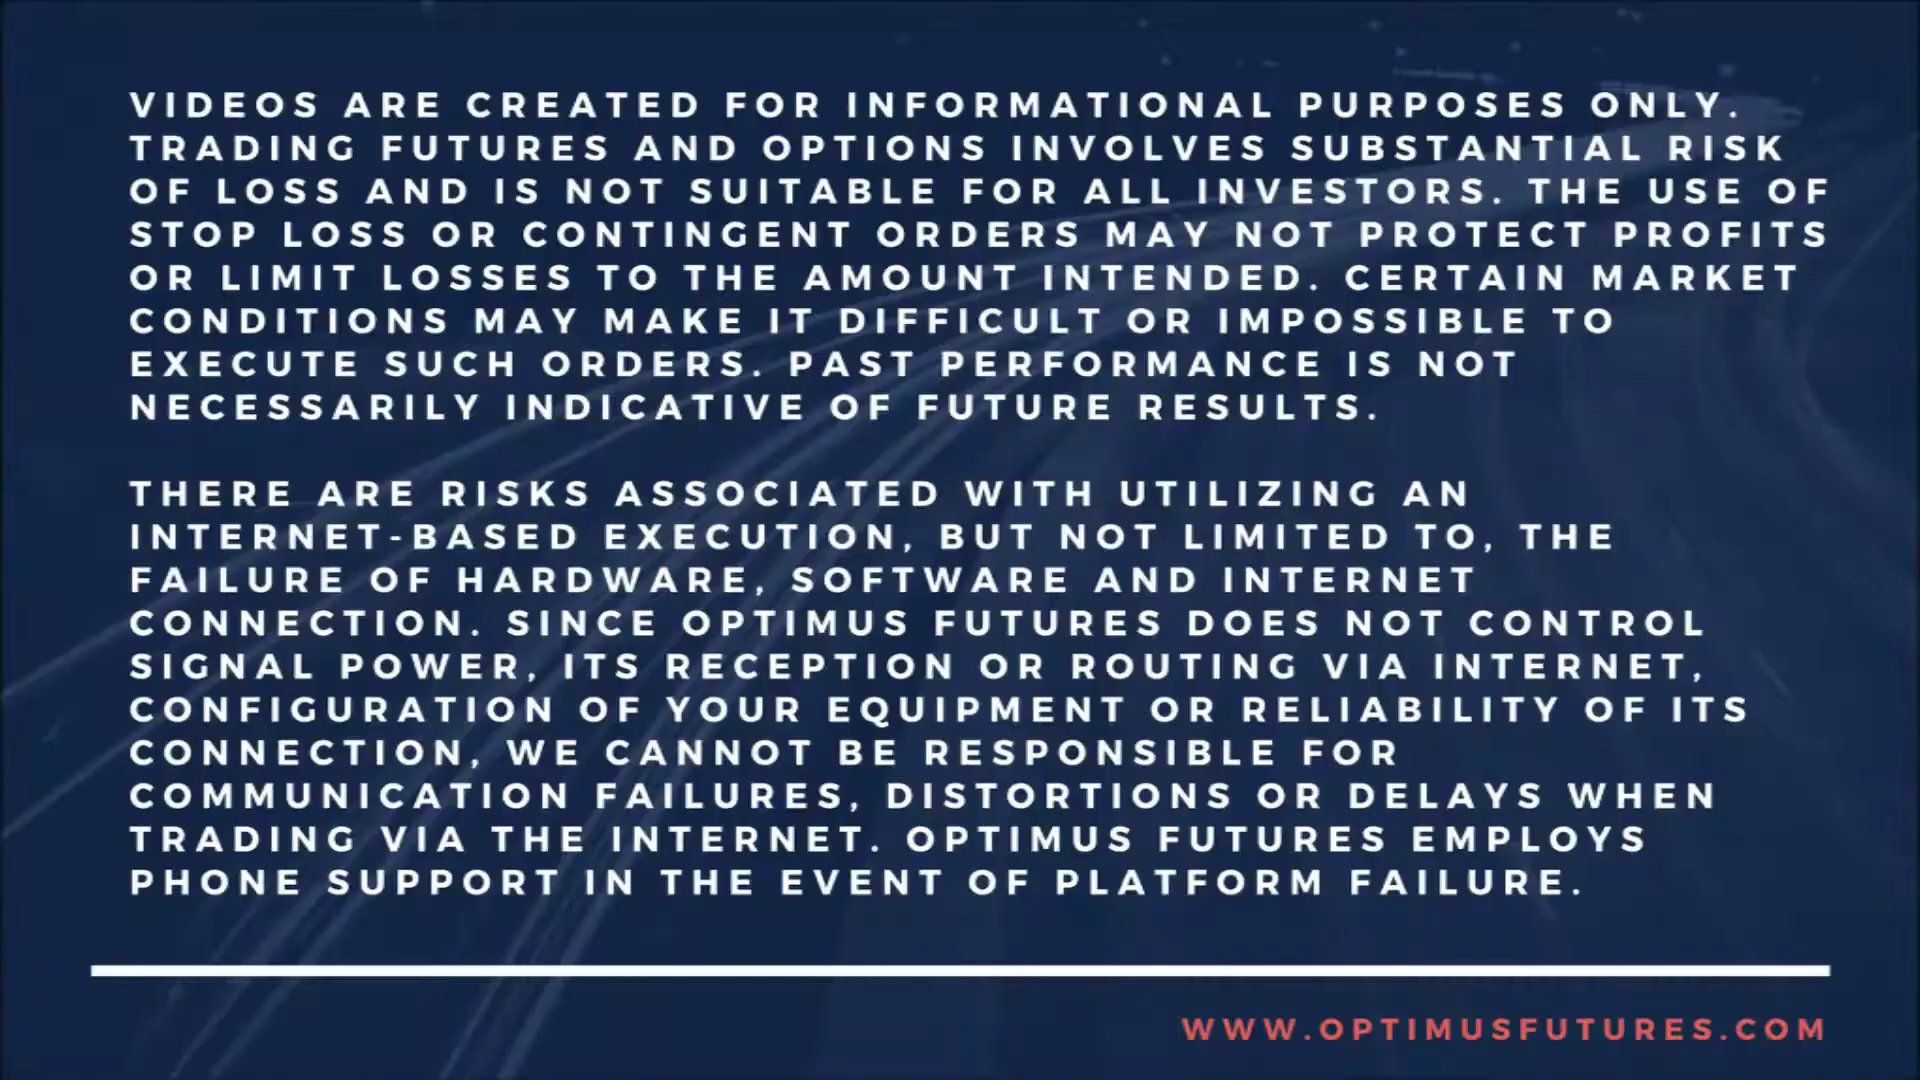 VIDEOS ARE CREATED FOR INFORMATIONAL PURPOSES ONLY.
TRADING FUTURES AND OPTIONS INVOLVES SUBSTANTIAL RISK
OF LOSS AND IS NOT SUITABLE FOR ALL INVESTORS. THE USE OF
STOP LOSS OR CONTINGENT ORDERS MAY NOT PROTECT PROFITS
OR LIMIT LOSSES TO THE AMOUNT INTENDED. CERTAIN MARKET
CONDITIONS MAY MAKE IT DIFFICULT OR IMPOSSIBLE TO
EXECUTE SUCH ORDERS. PAST PERFORMANCE IS NOT
NECESSARILY INDICATIVE OF FUTURE RESULTS.
THERE ARE RISKS ASSOCIATED WITH UTILIZING AN
INTERNET-BASED EXECUTION, BUT NOT LIMITED TO, THE
FAILURE OF HARDWARE, SOFTWARE AND INTERNET
CONNECTION. SINCE OPTIMUS FUTURES DOES NOT CONTROL
SIGNAL POWER, ITS RECEPTION OR ROUTING VIA INTERNET,
CONFIGURATION OF YOUR EQUIPMENT OR RELIABILITY OF ITS
CONNECTION, WE CANNOT BE RESPONSIBLE FOR
COMMUNICATION FAILURES, DISTORTIONS OR DELAYS WHEN
TRADING VIA THE INTERNET. OPTIMUS FUTURES EMPLOYS
PHONE SUPPORT IN THE EVENT OF PLATFORM FAILURE.
WWW.OPTIMUSFUTURES.COM